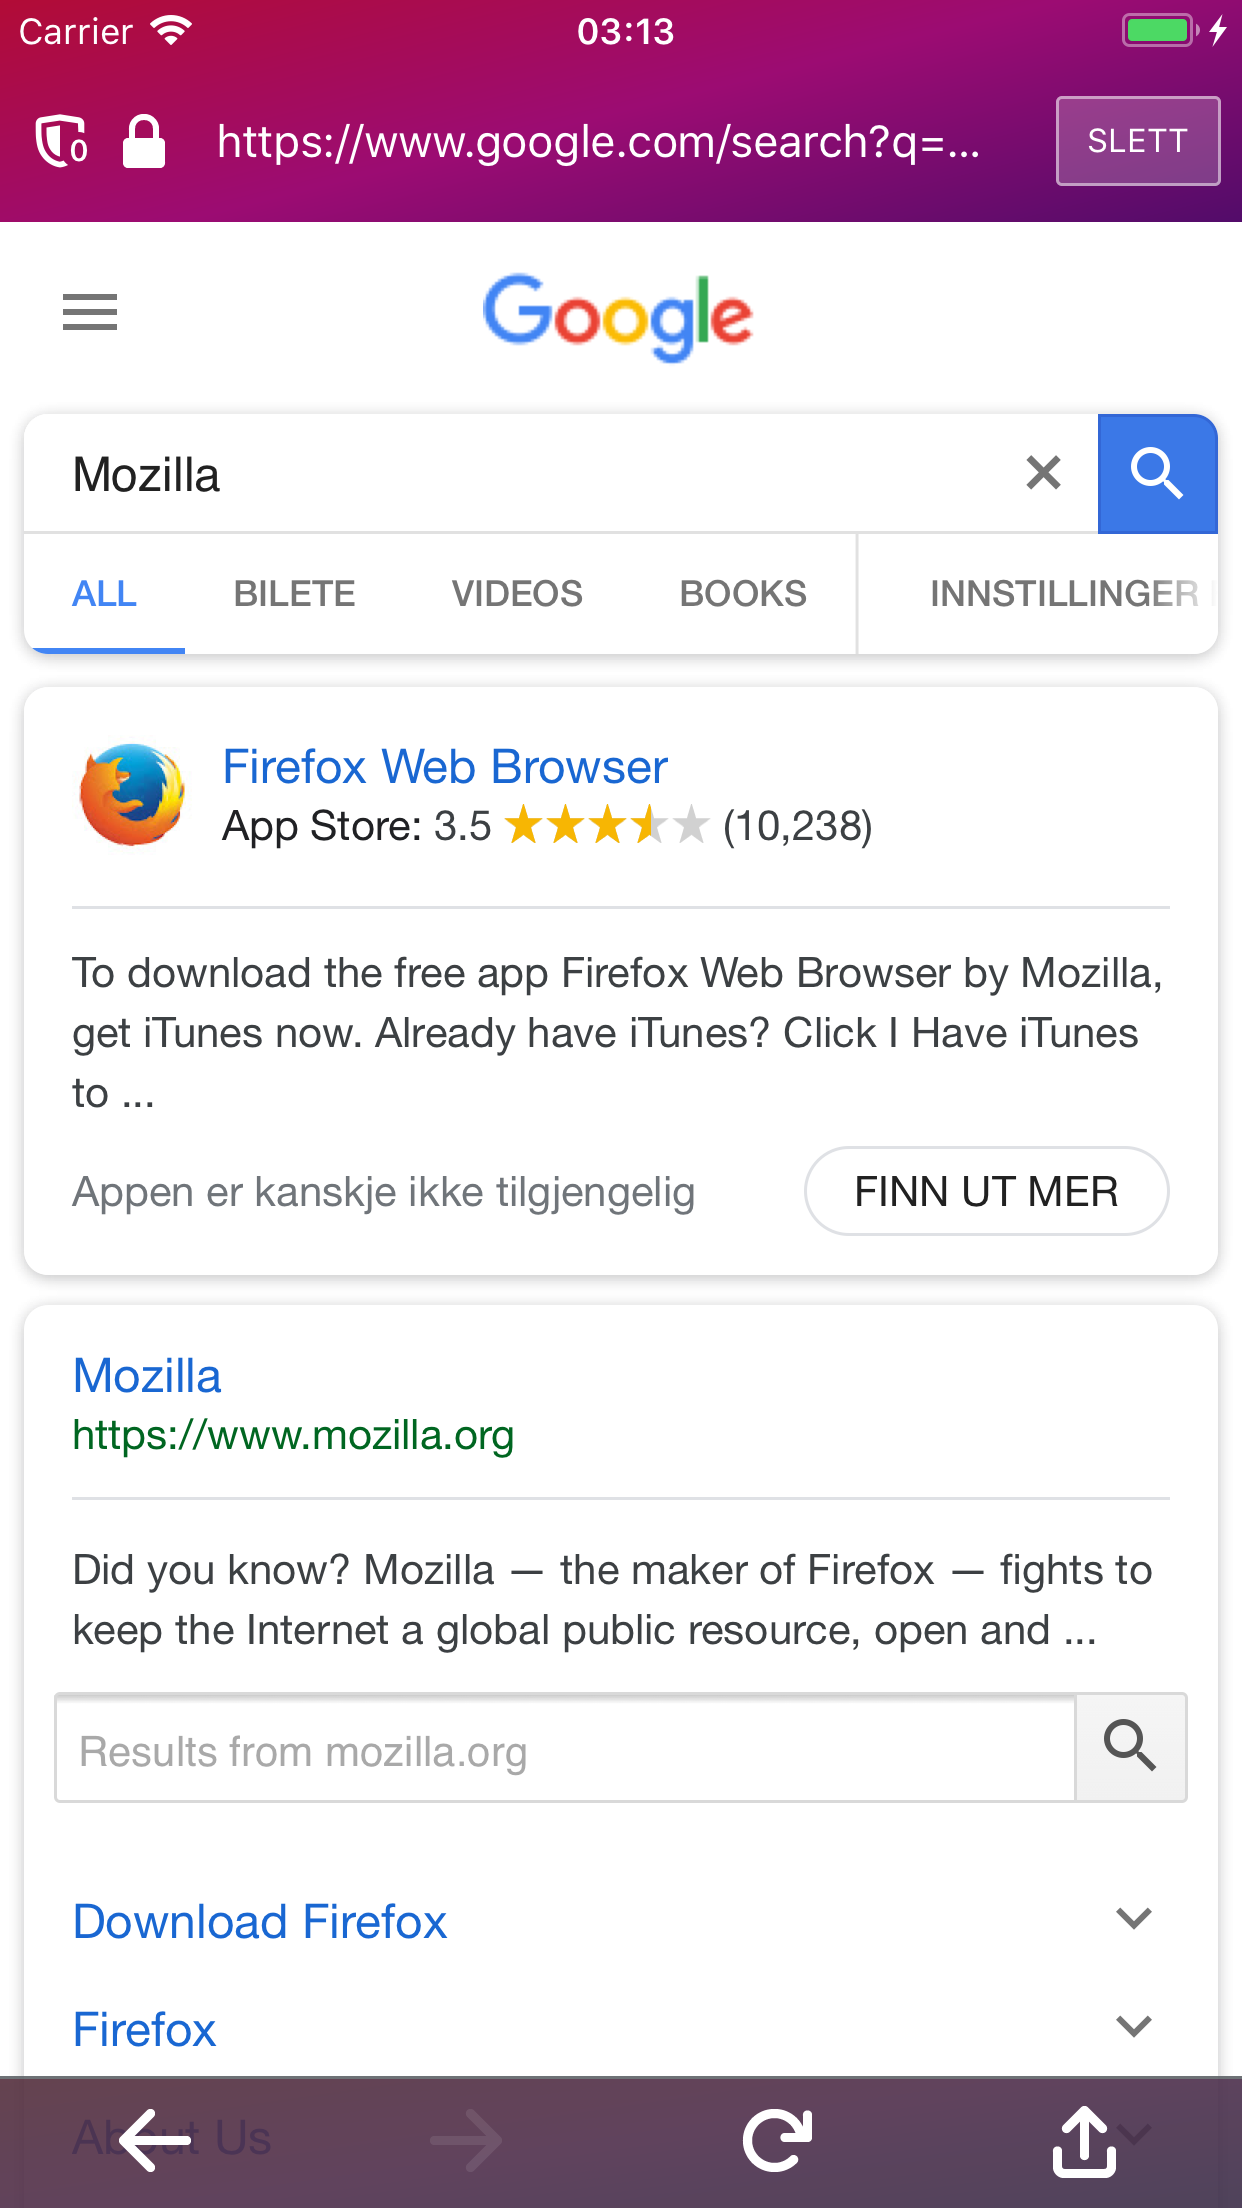 Carrier 03:13
0 https://www.google.com/search?q=... SLETT
Google
Mozilla
ALL BILETE VIDEOS BOOKS INNSTILLINGER
Firefox Web Browser
App Store: 3.5 (10,238)
To download the free app Firefox Web Browser by Mozilla,
get iTunes now. Already have iTunes? Click I Have iTunes
to ...
Appen er kanskje ikke tilgjengelig FINN UT MER
Mozilla
https://www.mozilla.org
Did you know? Mozilla — the maker of Firefox — fights to
keep the Internet a global public resource, open and ...
Results from mozilla.org
Download Firefox
Firefox
About Us